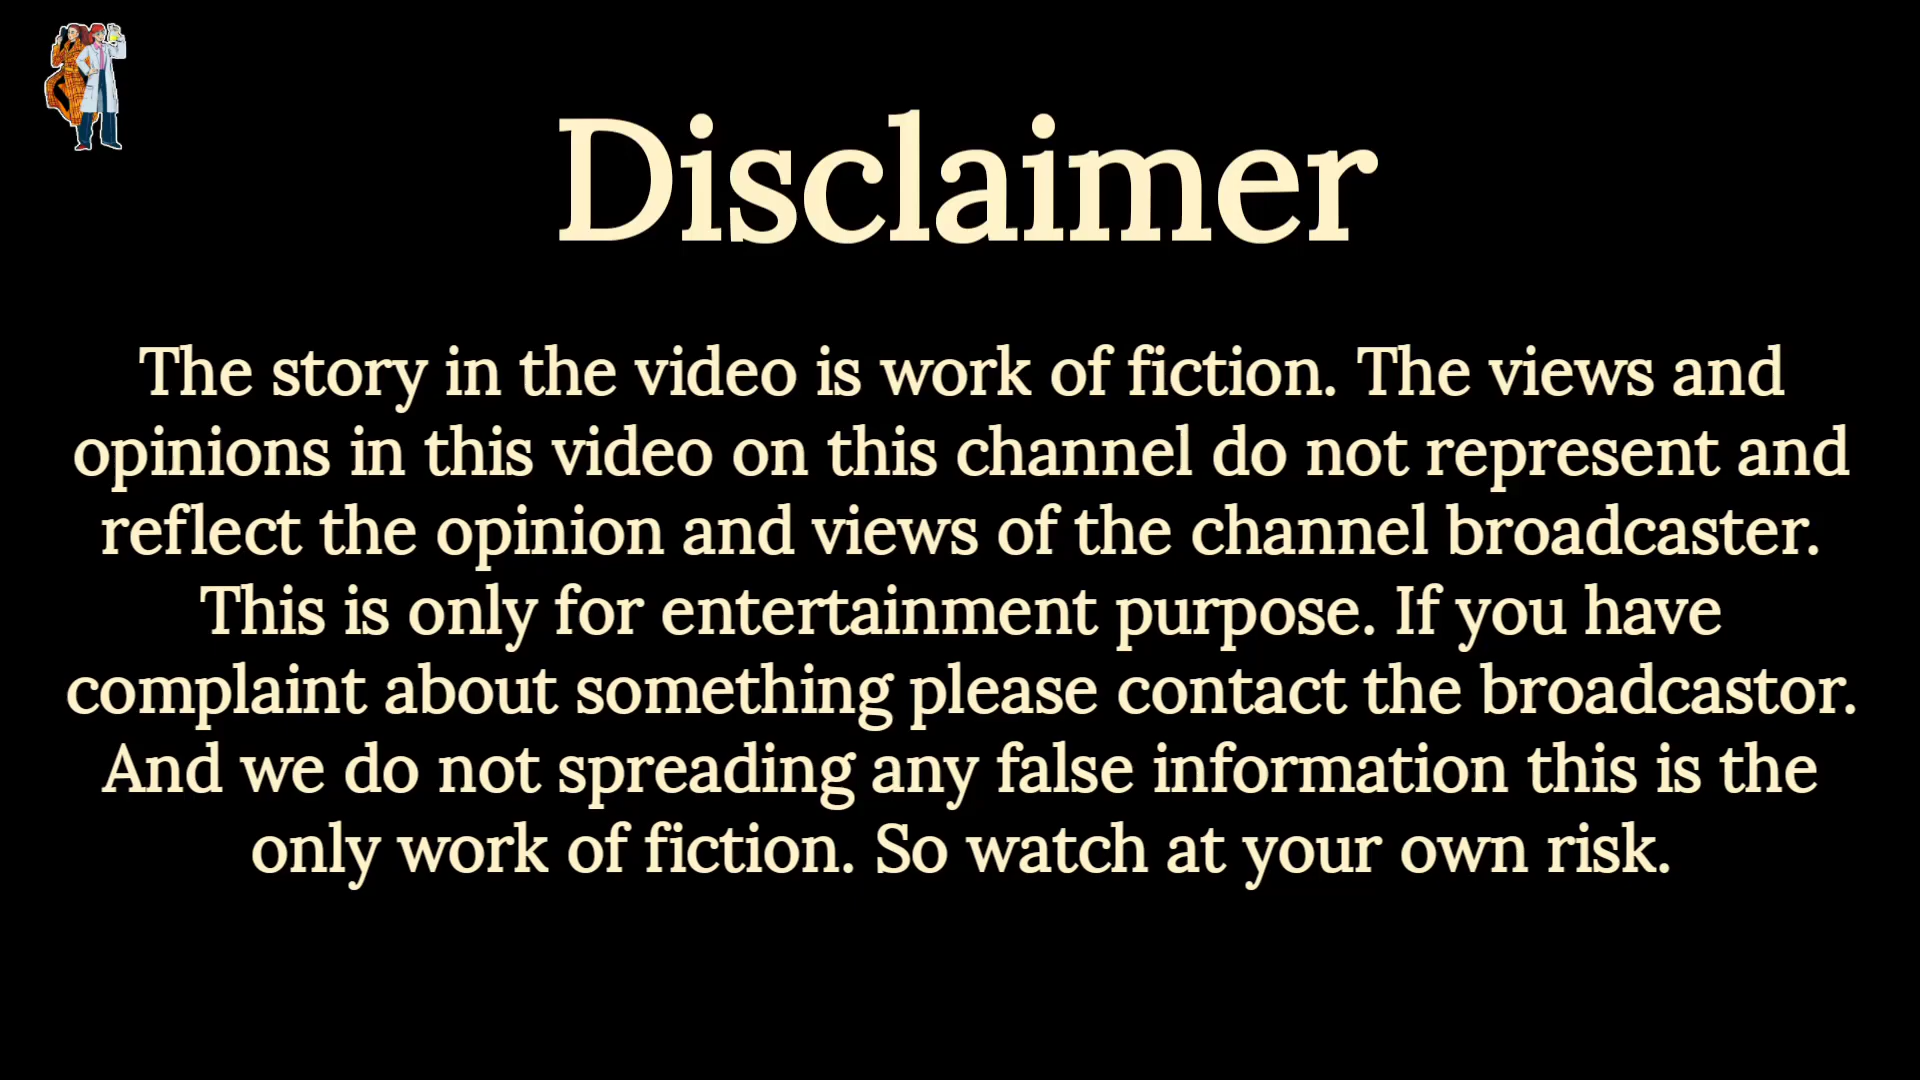 Disclaimer
The story in the video is work of fiction. The views and
opinions in this video on this channel do not represent and
reflect the opinion and views of the channel broadcaster.
This is only for entertainment purpose. If you have
complaint about something please contact the broadcastor.
And we do not spreading any false information this is the
only work of fiction. So watch at your own risk.